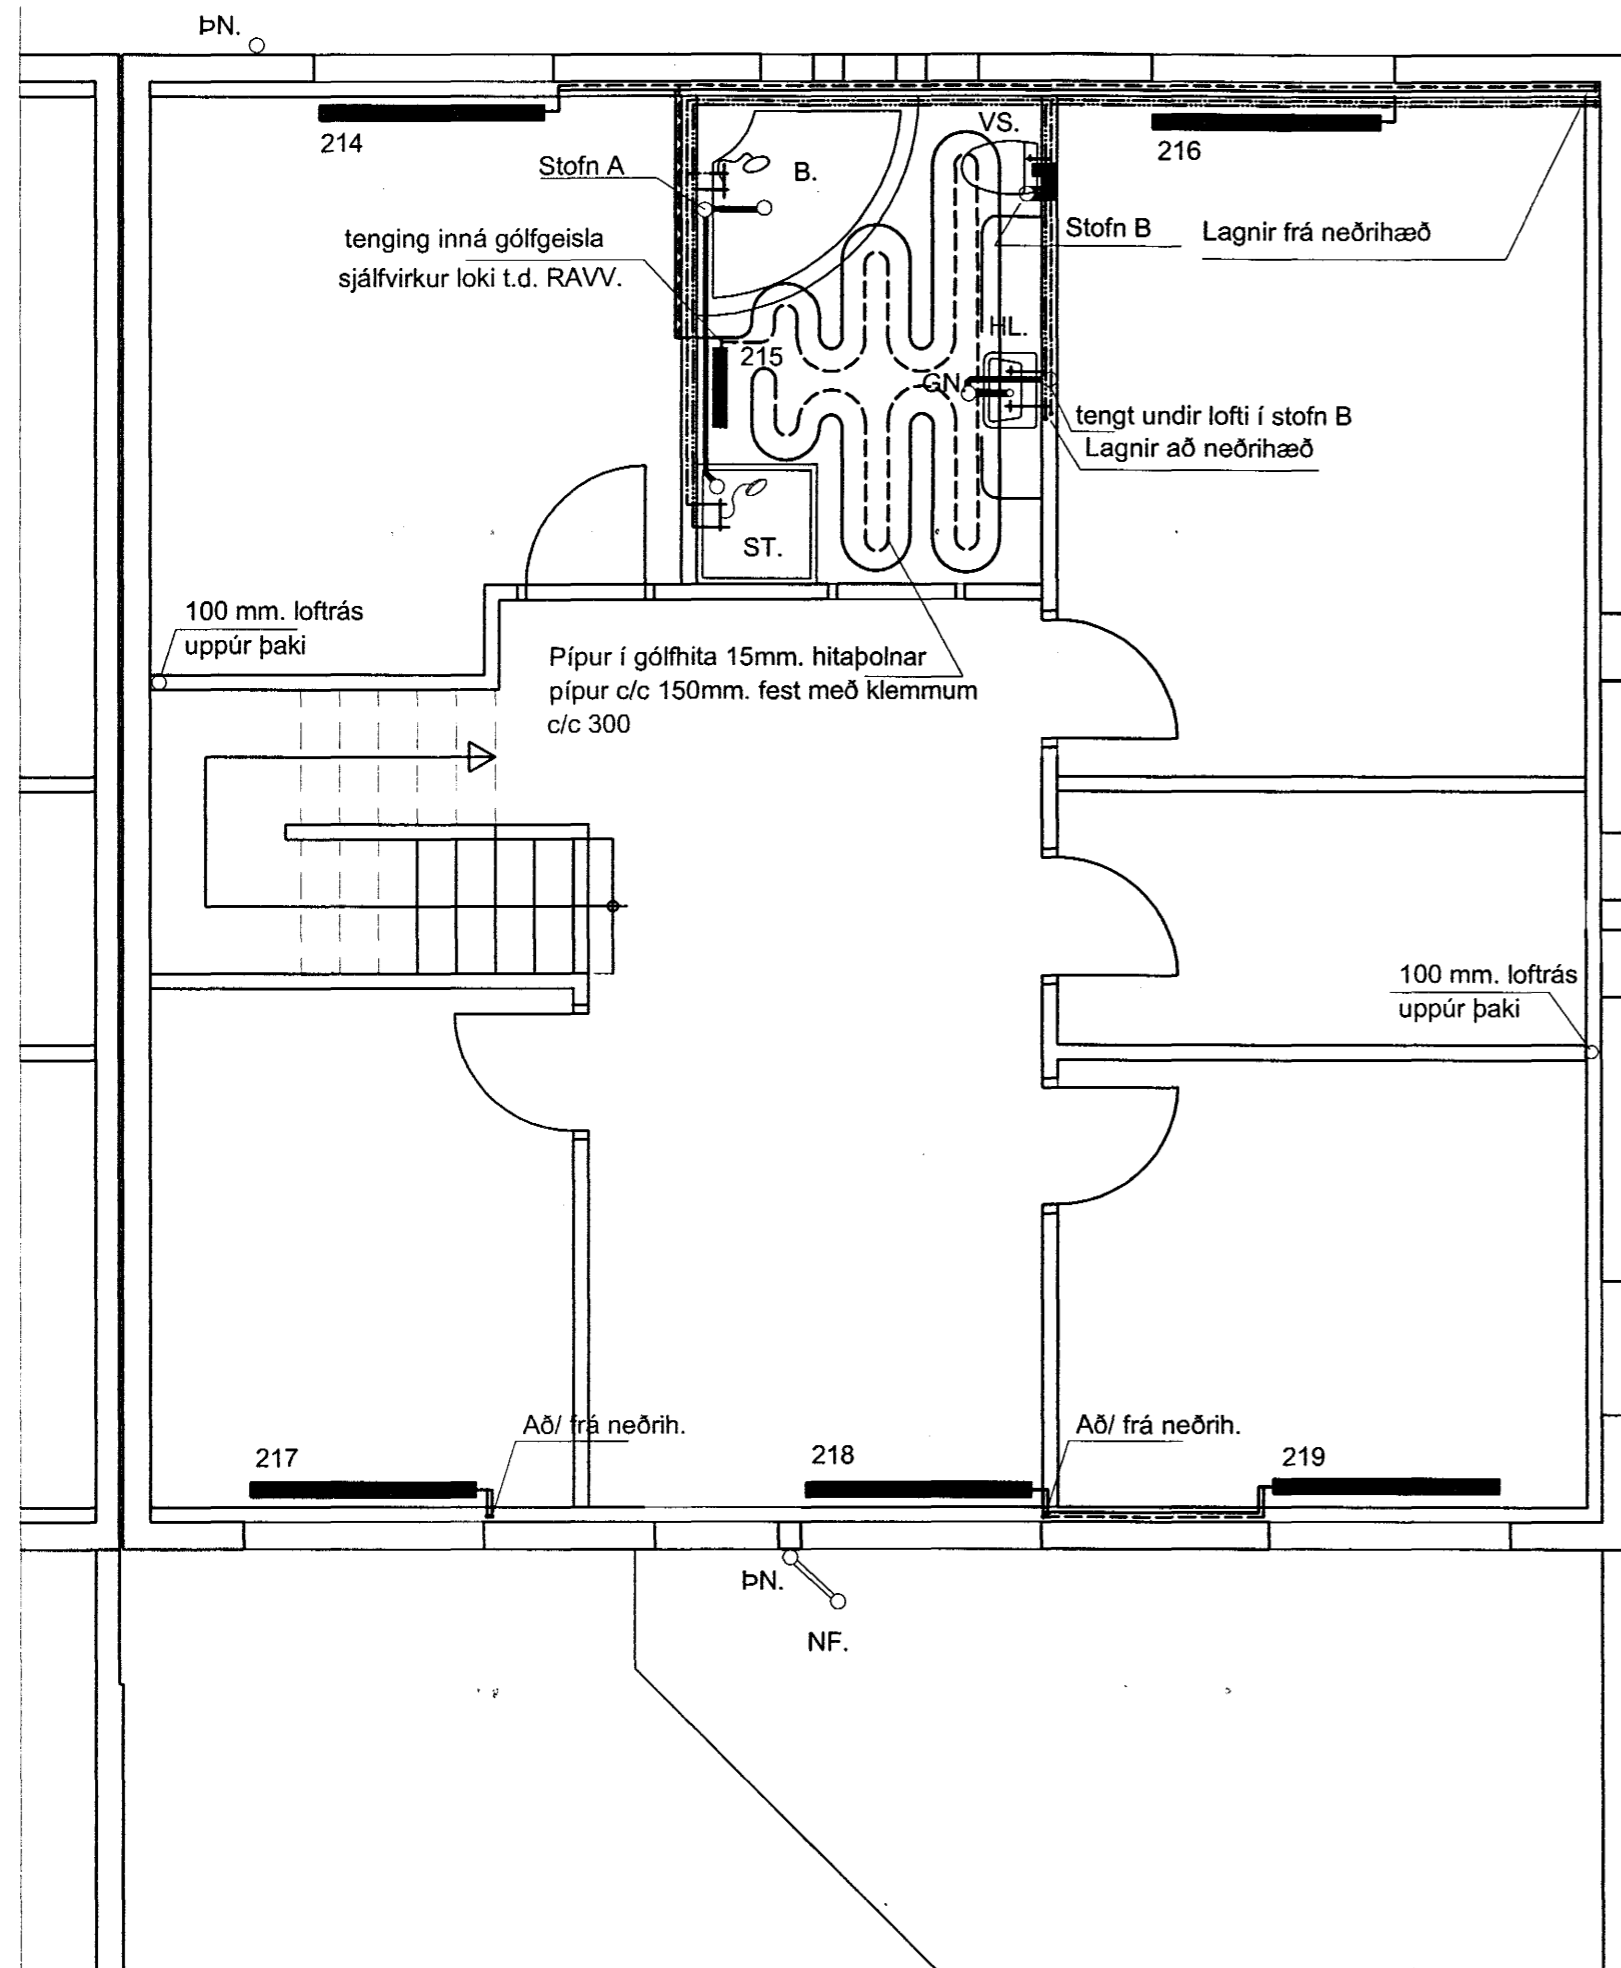 ÞN.
214
Stofn A
B.
VS.
216
tenging inná gólfgeisla
sjálfvirkur loki t.d. RAVV.
Stofn B
Lagnir frá neðrihæð
HL.
215
GN.
tengt undir lofti í stofn B
Lagnir að neðrihæð
ST.
100 mm. loftrás
uppúr þaki
Pípur í gólfhita 15mm. hitaþolnar
pípur c/c 150mm. fest með klemmum
c/c 300
100 mm. loftrás
uppúr þaki
217
Að/ frá neðrih.
218
Að/ frá neðrih.
219
ÞN.
NF.